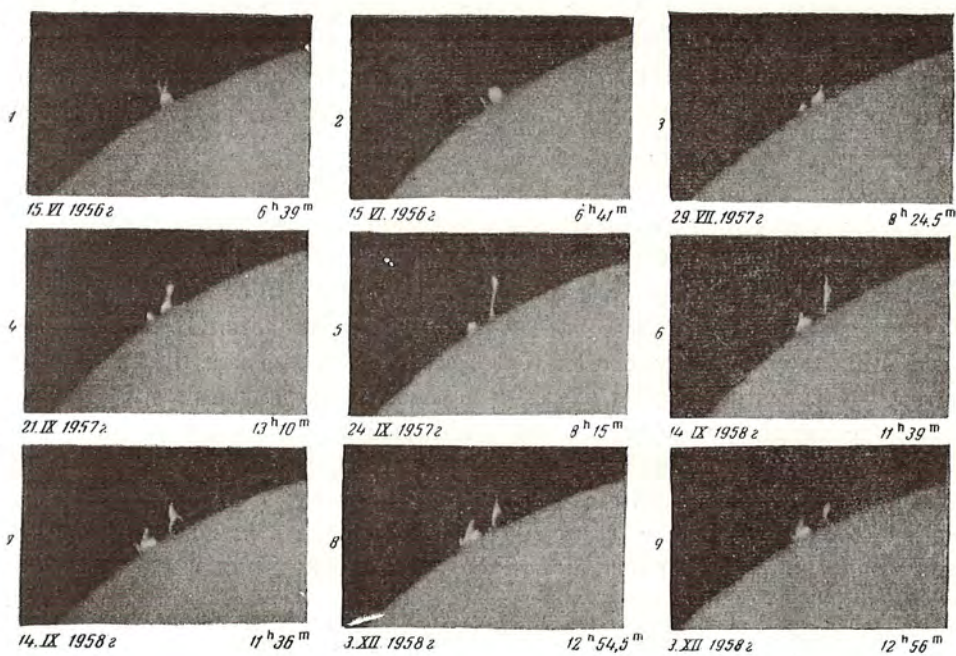 1
2
3
15. VI 1956 г 6 h 39 m
15 VI. 1956 г 6 h 41 m
29. VII. 1957 г 8 h 24,5 m
4
5
6
21. IX 1957 г 13 h 10 m
24 IX. 1957 г 8 h 15 m
14 IX 1958 г 11 h 39 m
7
8
9
14. IX 1958 г 11 h 36 m
3. XII 1958 г 12 h 54,5 m
3. XII 1958 г 12 h 56 m